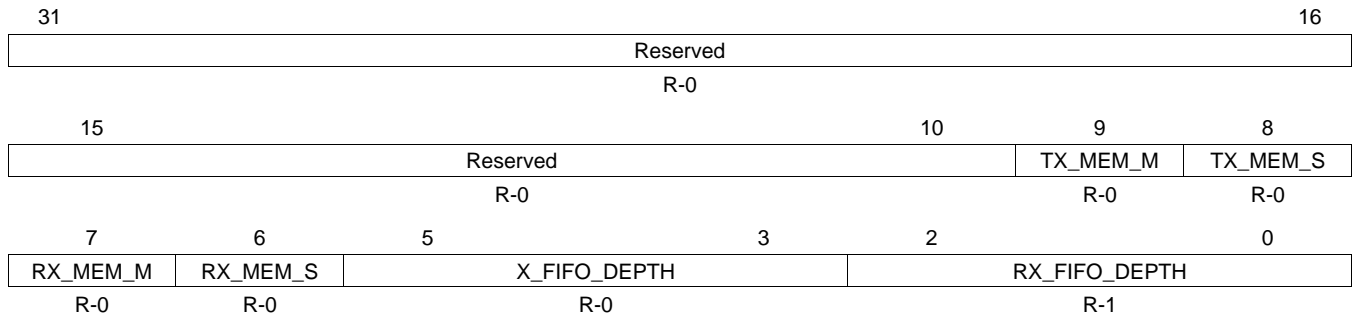 31 16
Reserved
R-0
15 10 9 8
Reserved TX_MEM_M TX_MEM_S
R-0 R-0 R-0
7 6 5 3 2 0
RX_MEM_M RX_MEM_S X_FIFO_DEPTH RX_FIFO_DEPTH
R-0 R-0 R-0 R-1